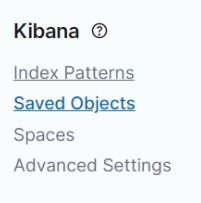 Kibana
Index Patterns
Saved Objects
Spaces
Advanced Settings